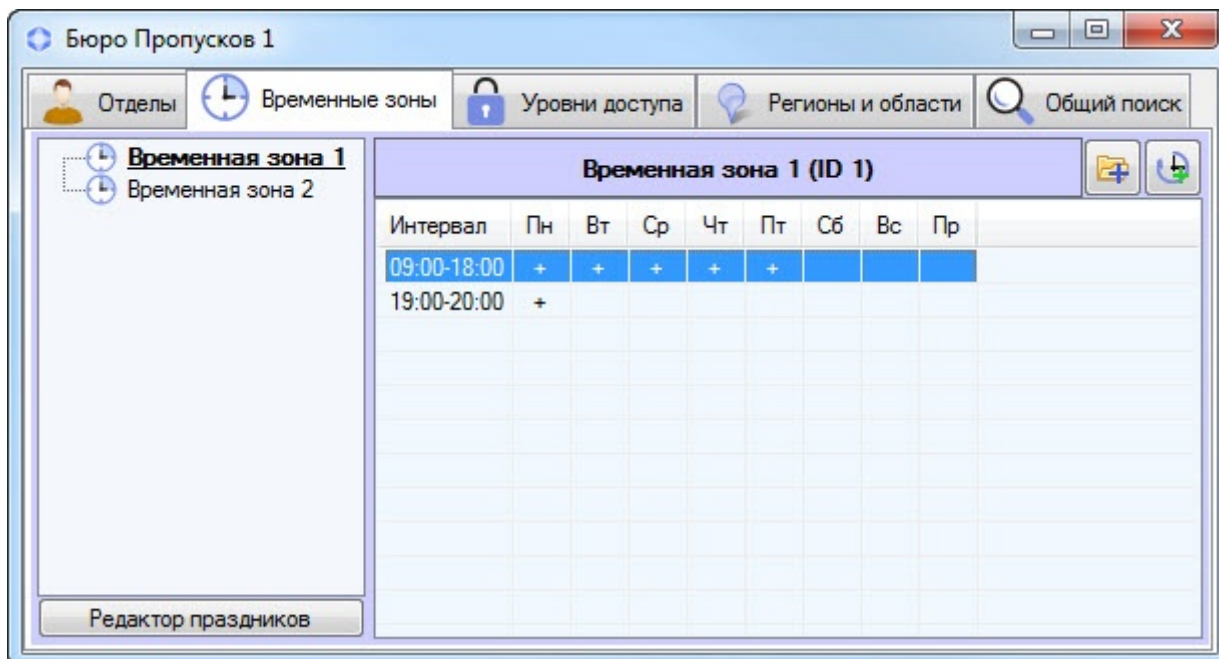 Бюро Пропусков 1
Отделы Временные зоны Уровни доступа Регионы и области Общий поиск
Временная зона 1
Временная зона 2
Временная зона 1 (ID 1)
Интервал Пн Вт Ср Чт Пт Сб Вс Пр
09:00-18:00 + + + + +
19:00-20:00 +
Редактор праздников